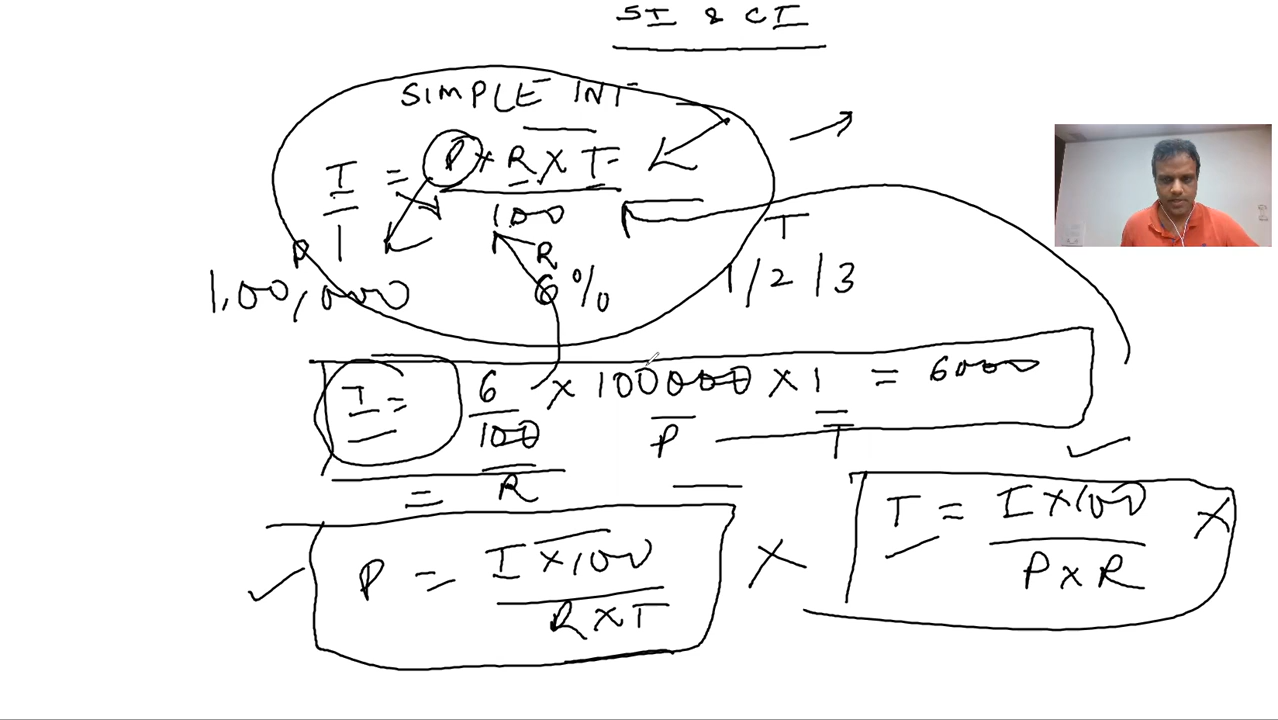 SI & CI
SIMPLE INT
I = P × R × T
100
T
P
R
1,00,000
6%
1/2/3
I = 6/100 × 100000 × 1 = 6000
R
P
T
=
P = I×100 / R×T
×
T = I×100 / P×R
×